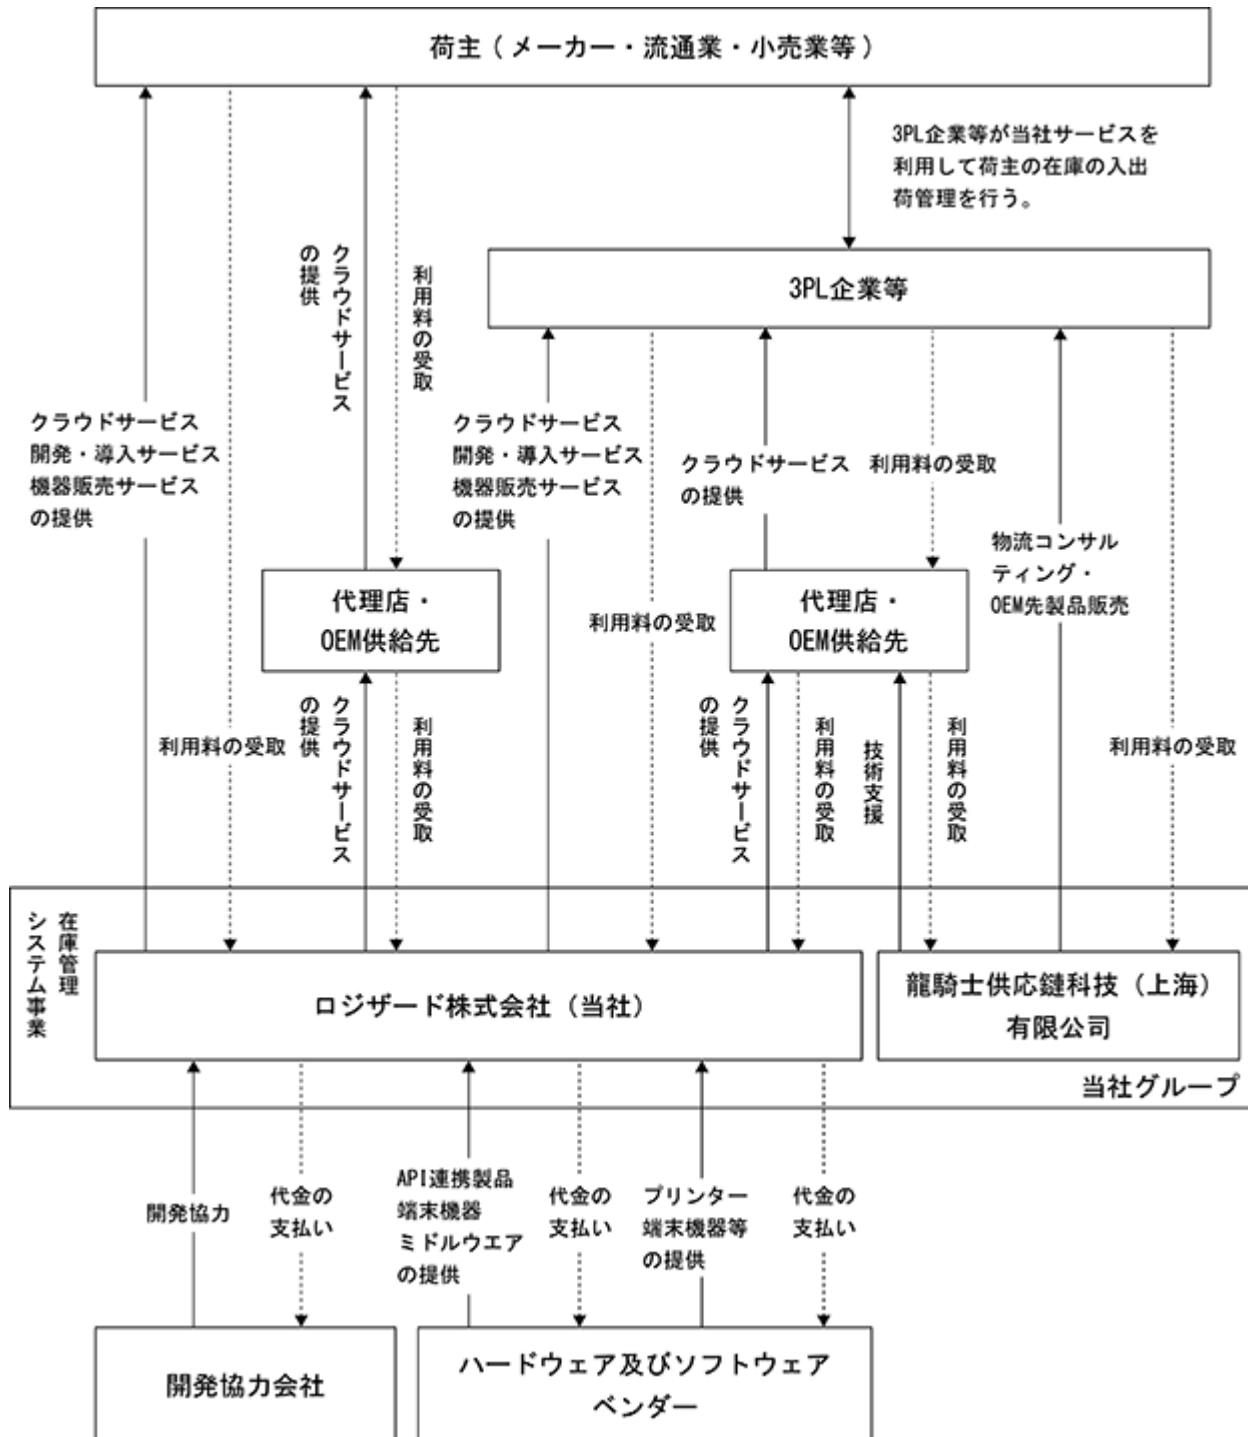 荷主（メーカー・流通業・小売業等）
3PL企業等が当社サービスを
利用して荷主の在庫の入出
荷管理を行う。
クラウドサービス
の提供
利用料の受取
3PL企業等
クラウドサービス
開発・導入サービス
機器販売サービス
の提供
クラウドサービス
開発・導入サービス
機器販売サービス
の提供
クラウドサービス
の提供
利用料の受取
物流コンサル
ティング・
OEM先製品販売
代理店・
OEM供給先
利用料の受取
代理店・
OEM供給先
利用料の受取
クラウドサービス
の提供
利用料の受取
クラウドサービス
の提供
利用料の受取
技術支援
利用料の受取
利用料の受取
在庫管理
システム事業
ロジザード株式会社（当社）
龍騎士供応鏈科技（上海）
有限公司
当社グループ
開発協力
代金の
支払い
API連携製品
端末機器
ミドルウエア
の提供
代金の
支払い
プリンター
端末機器等
の提供
代金の
支払い
開発協力会社
ハードウェア及びソフトウェア
ベンダー